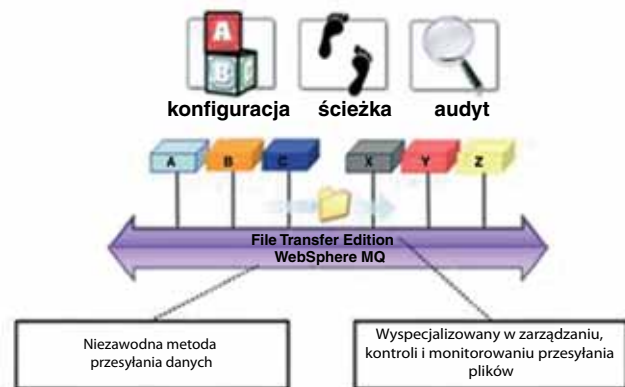 A
B
konfiguracja ścieżka audyt
A B C X Y Z
File Transfer Edition
WebSphere MQ
Niezawodna metoda
przesyłania danych
Wyspecjalizowany w zarządzaniu,
kontroli i monitorowaniu przesyłania
plików